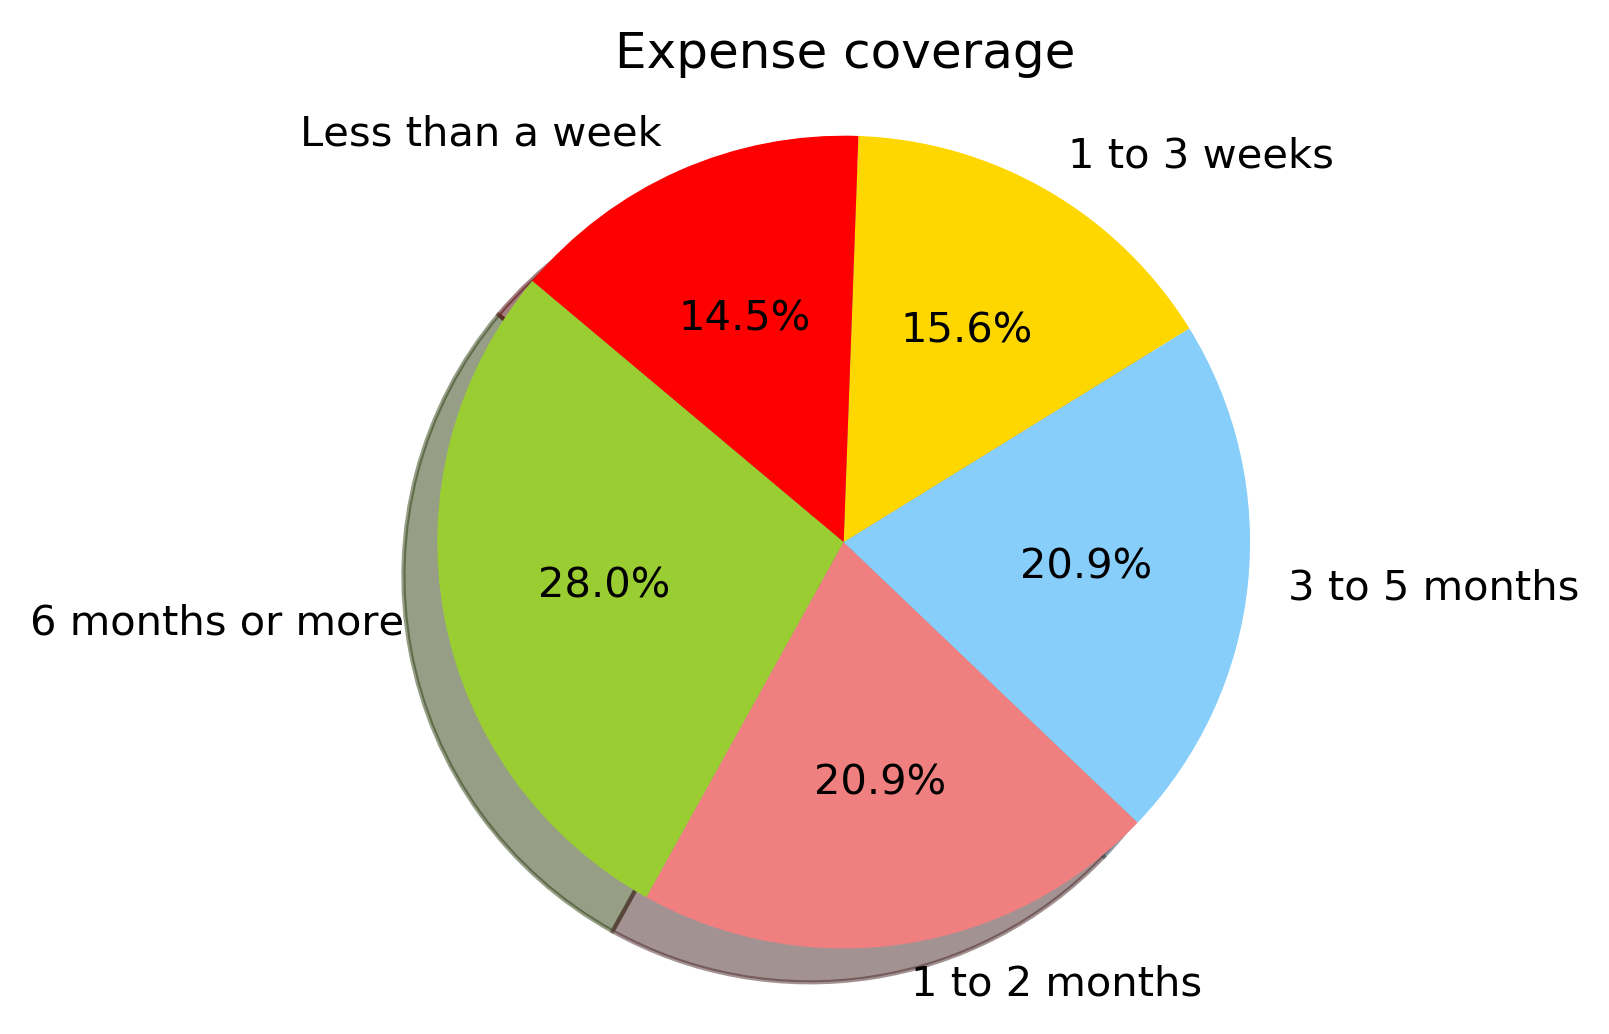 Expense coverage
Less than a week
1 to 3 weeks
14.5%
15.6%
20.9%
3 to 5 months
28.0%
6 months or more
20.9%
1 to 2 months